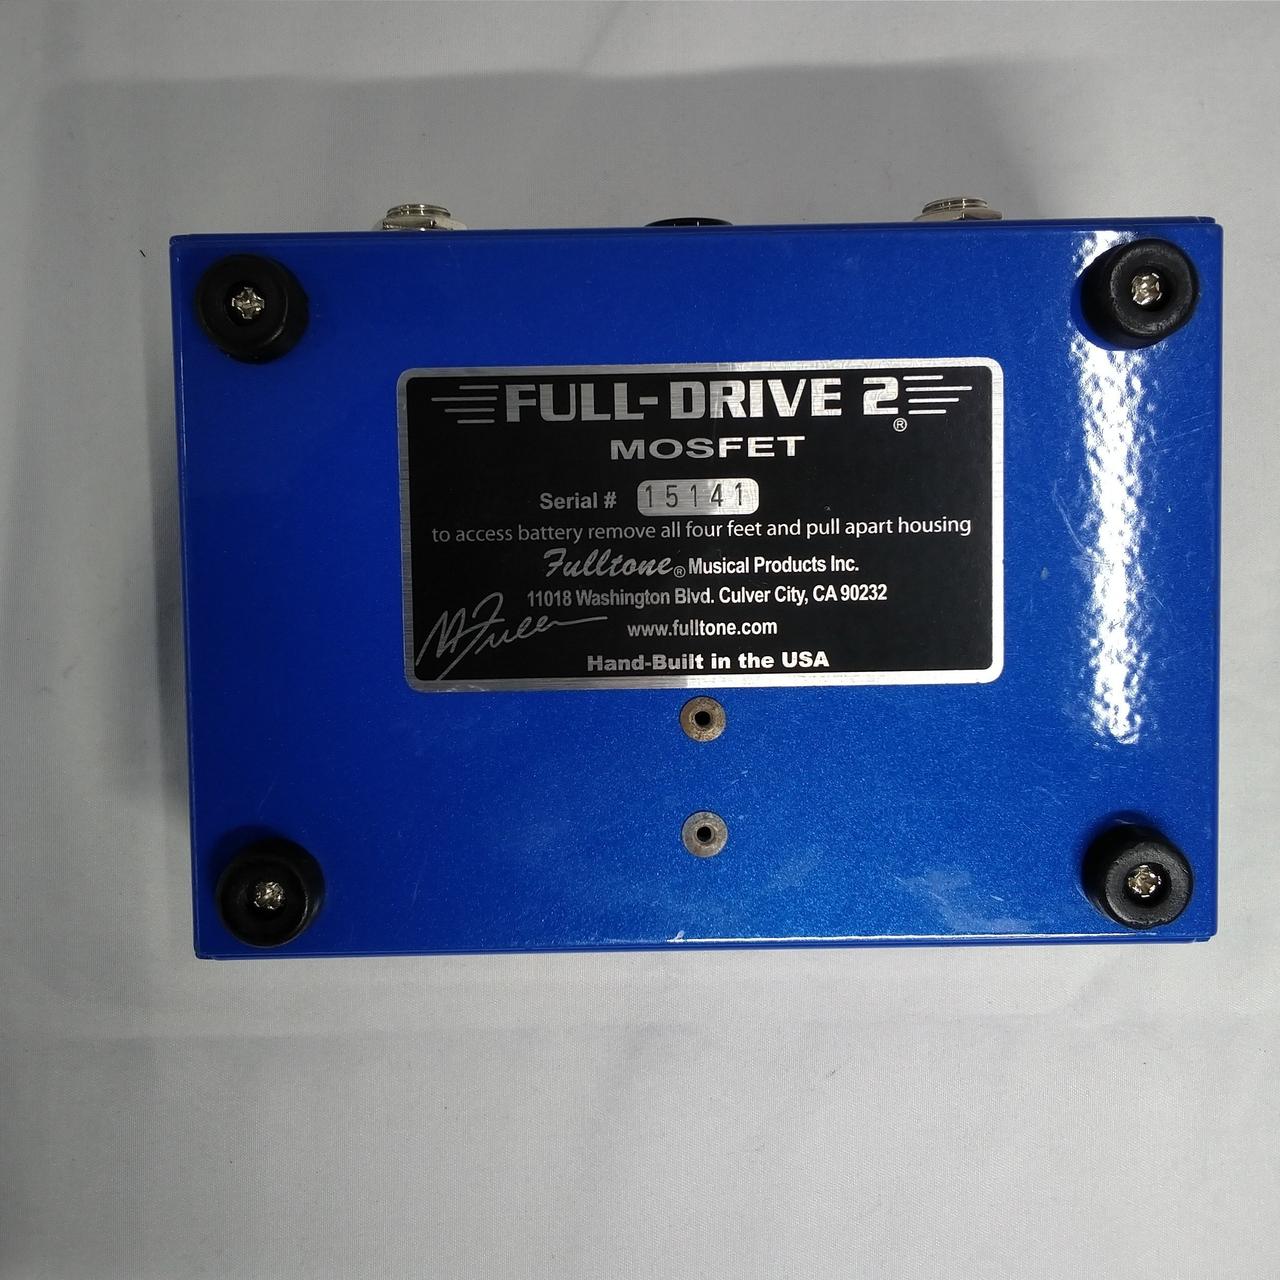 FULL-DRIVE 2®
MOSFET
Serial # 15141
to access battery remove all four feet and pull apart housing
Fulltone® Musical Products Inc.
11018 Washington Blvd. Culver City, CA 90232
www.fulltone.com
M Fuller
Hand-Built in the USA